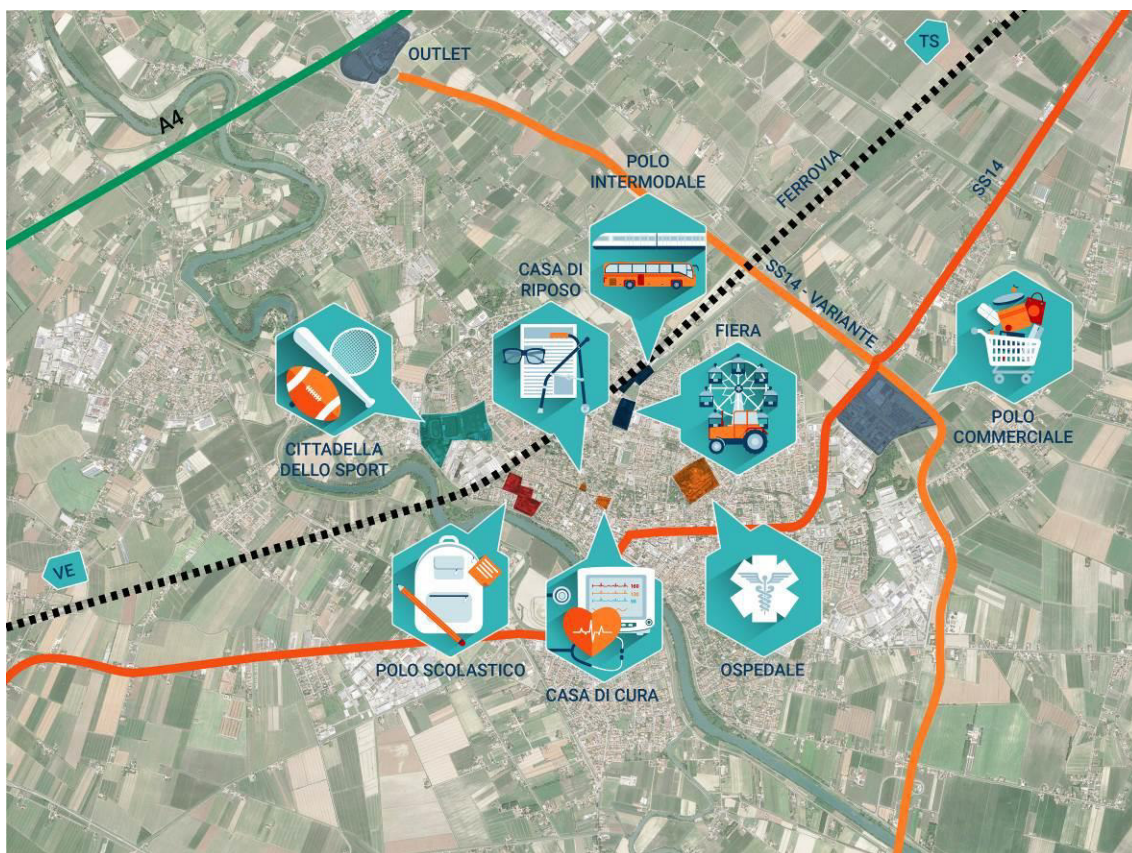 TS
OUTLET
A4
POLO
INTERMODALE
FERROVIA
SS14
CASA DI
RIPOSO
SS14 - VARIANTE
FIERA
POLO
COMMERCIALE
CITTADELLA
DELLO SPORT
VE
POLO SCOLASTICO
CASA DI CURA
OSPEDALE